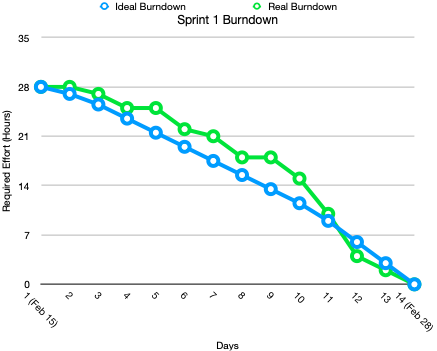 Ideal Burndown Real Burndown
Sprint 1 Burndown
Required Effort (Hours)
35
28
21
14
7
0
1 (Feb 15) 2 3 4 5 6 7 8 9 10 11 12 13 14 (Feb 28)
Days